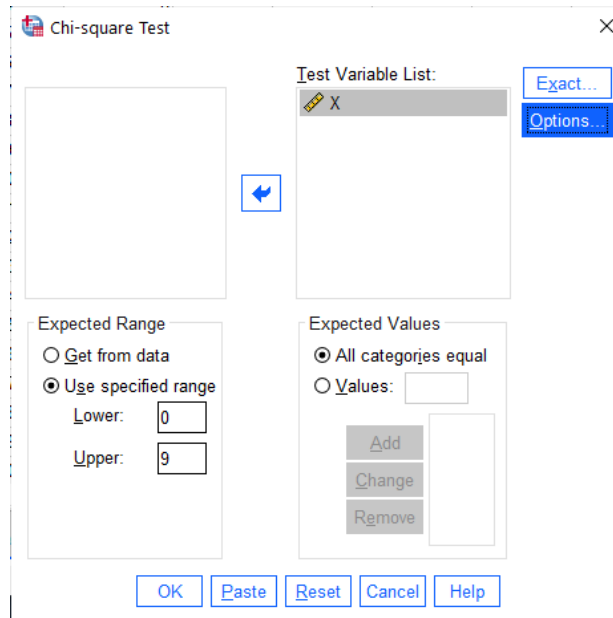 Chi-square Test
Test Variable List:
X
Exact...
Options...
Expected Range
Get from data
Use specified range
Lower: 0
Upper: 9
Expected Values
All categories equal
Values:
Add
Change
Remove
OK Paste Reset Cancel Help